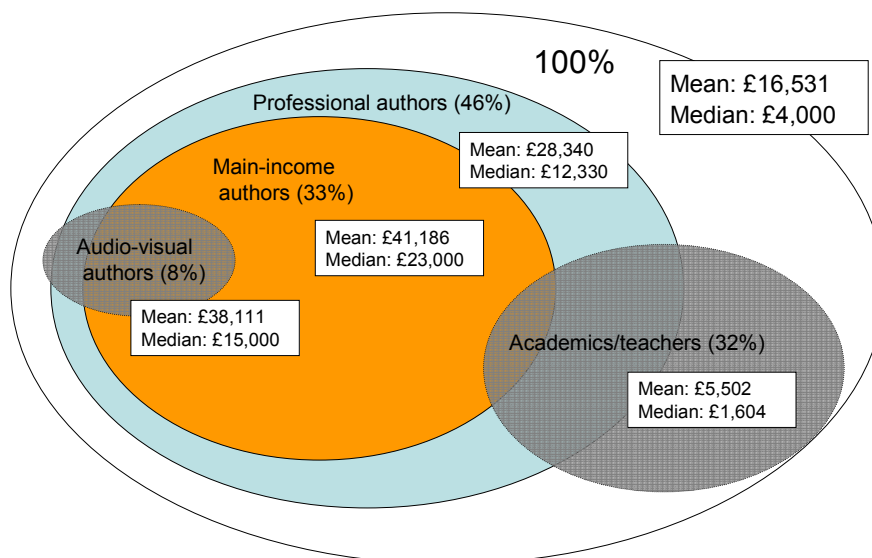 100%
Mean: £16,531
Median: £4,000
Professional authors (46%)
Mean: £28,340
Median: £12,330
Main-income
authors (33%)
Mean: £41,186
Median: £23,000
Audio-visual
authors (8%)
Mean: £38,111
Median: £15,000
Academics/teachers (32%)
Mean: £5,502
Median: £1,604